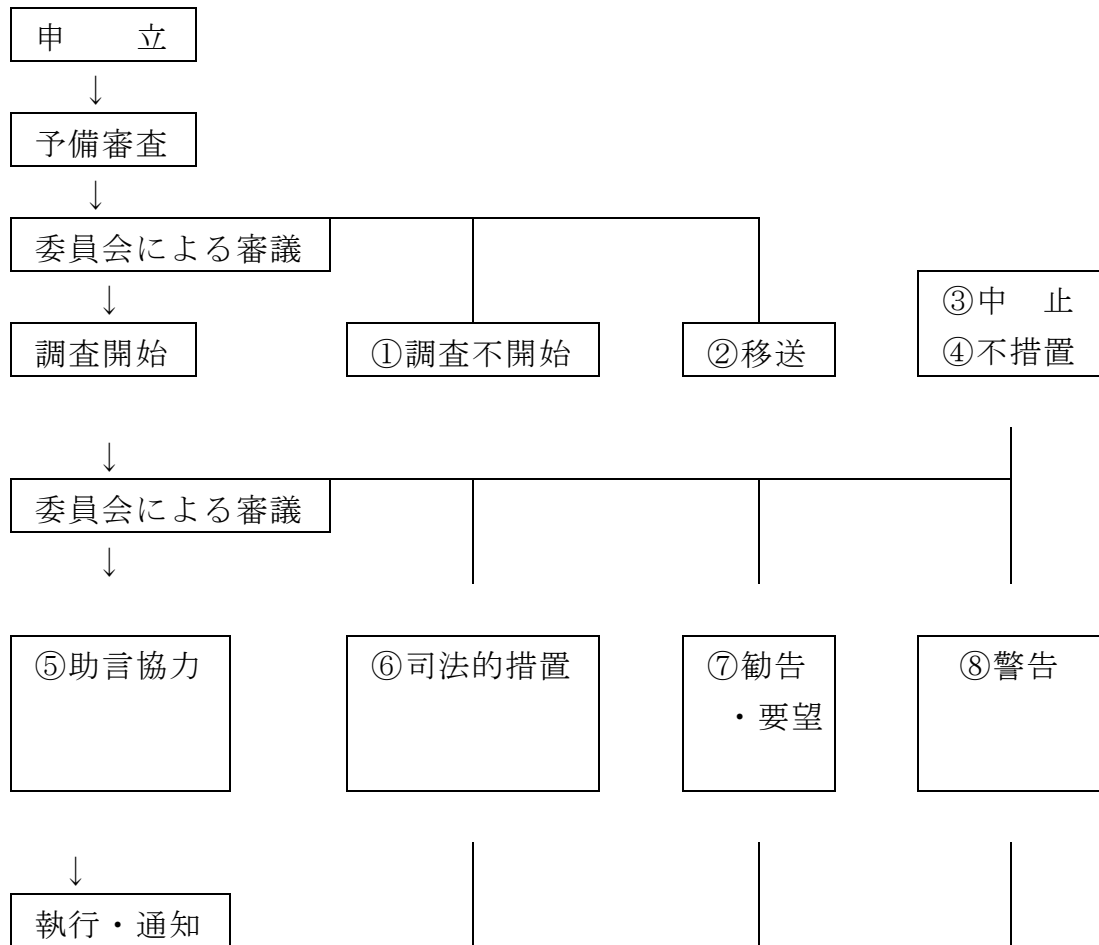 申　　立
↓
予備審査
↓
委員会による審議
↓
③中　止
調査開始
①調査不開始
②移送
④不措置
↓
委員会による審議
↓
⑤助言協力
⑥司法的措置
⑦勧告
⑧警告
・要望
↓
執行・通知